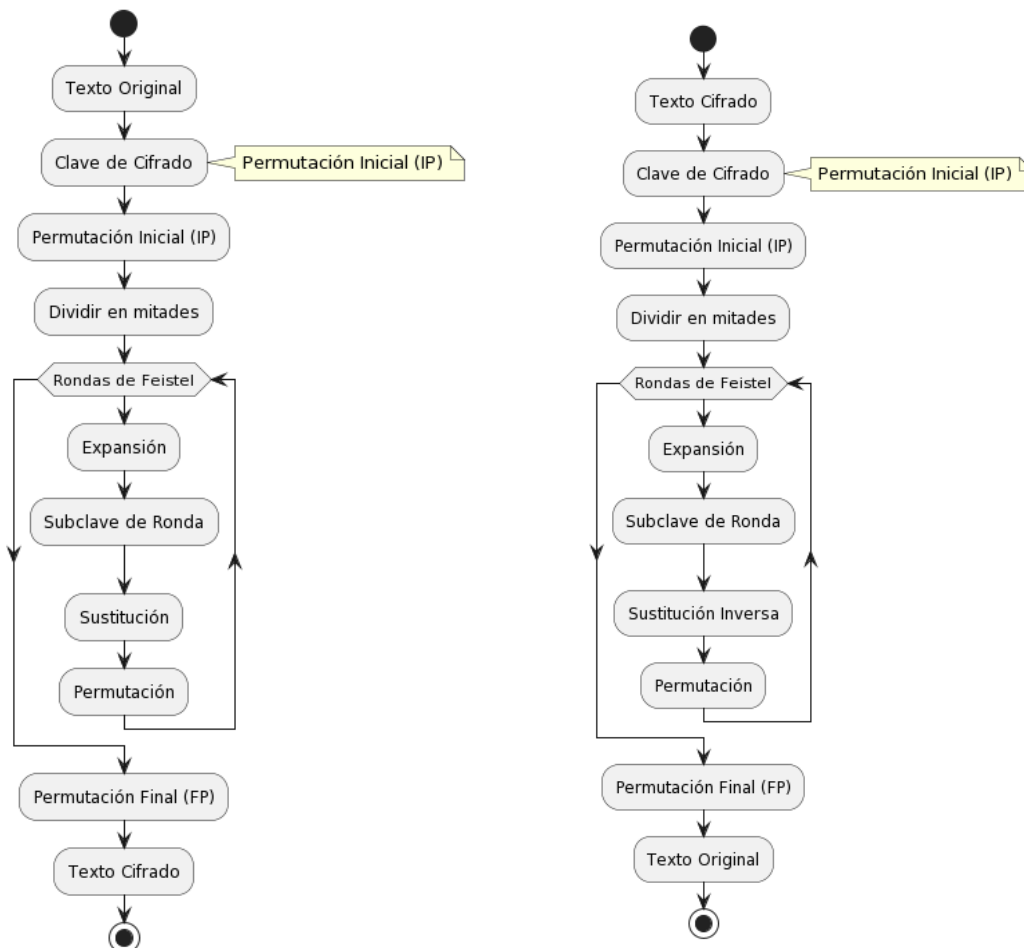 Texto Original
Clave de Cifrado
Permutación Inicial (IP)
Permutación Inicial (IP)
Dividir en mitades
Rondas de Feistel
Expansión
Subclave de Ronda
Sustitución
Permutación
Permutación Final (FP)
Texto Cifrado
Texto Cifrado
Clave de Cifrado
Permutación Inicial (IP)
Permutación Inicial (IP)
Dividir en mitades
Rondas de Feistel
Expansión
Subclave de Ronda
Sustitución Inversa
Permutación
Permutación Final (FP)
Texto Original